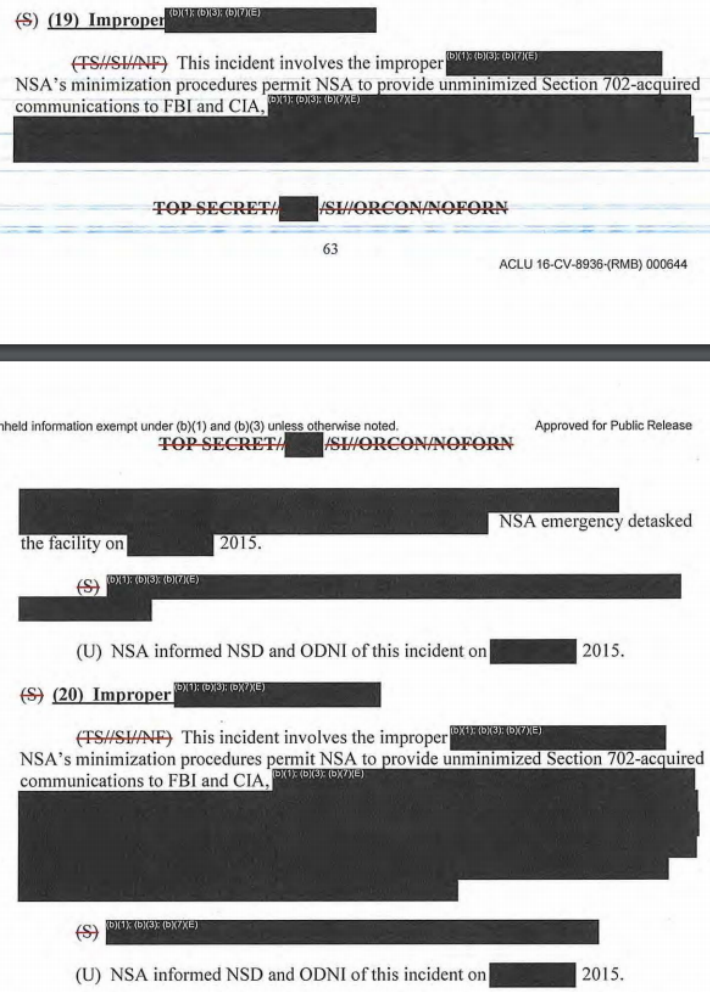 (S) (19) Improper (b)(1); (b)(3); (b)(7)(E)
(TS//SI//NF) This incident involves the improper (b)(1); (b)(3); (b)(7)(E)
NSA's minimization procedures permit NSA to provide unminimized Section 702-acquired
communications to FBI and CIA, (b)(1); (b)(3); (b)(7)(E)
TOP SECRET// /SI//ORCON/NOFORN
63
ACLU 16-CV-8936-(RMB) 000644
nheld information exempt under (b)(1) and (b)(3) unless otherwise noted. Approved for Public Release
TOP SECRET// /SI//ORCON/NOFORN
NSA emergency detasked
the facility on 2015.
(S) (b)(1); (b)(3); (b)(7)(E)
(U) NSA informed NSD and ODNI of this incident on 2015.
(S) (20) Improper (b)(1); (b)(3); (b)(7)(E)
(TS//SI//NF) This incident involves the improper (b)(1); (b)(3); (b)(7)(E)
NSA's minimization procedures permit NSA to provide unminimized Section 702-acquired
communications to FBI and CIA, (b)(1); (b)(3); (b)(7)(E)
(S) (b)(1); (b)(3); (b)(7)(E)
(U) NSA informed NSD and ODNI of this incident on 2015.